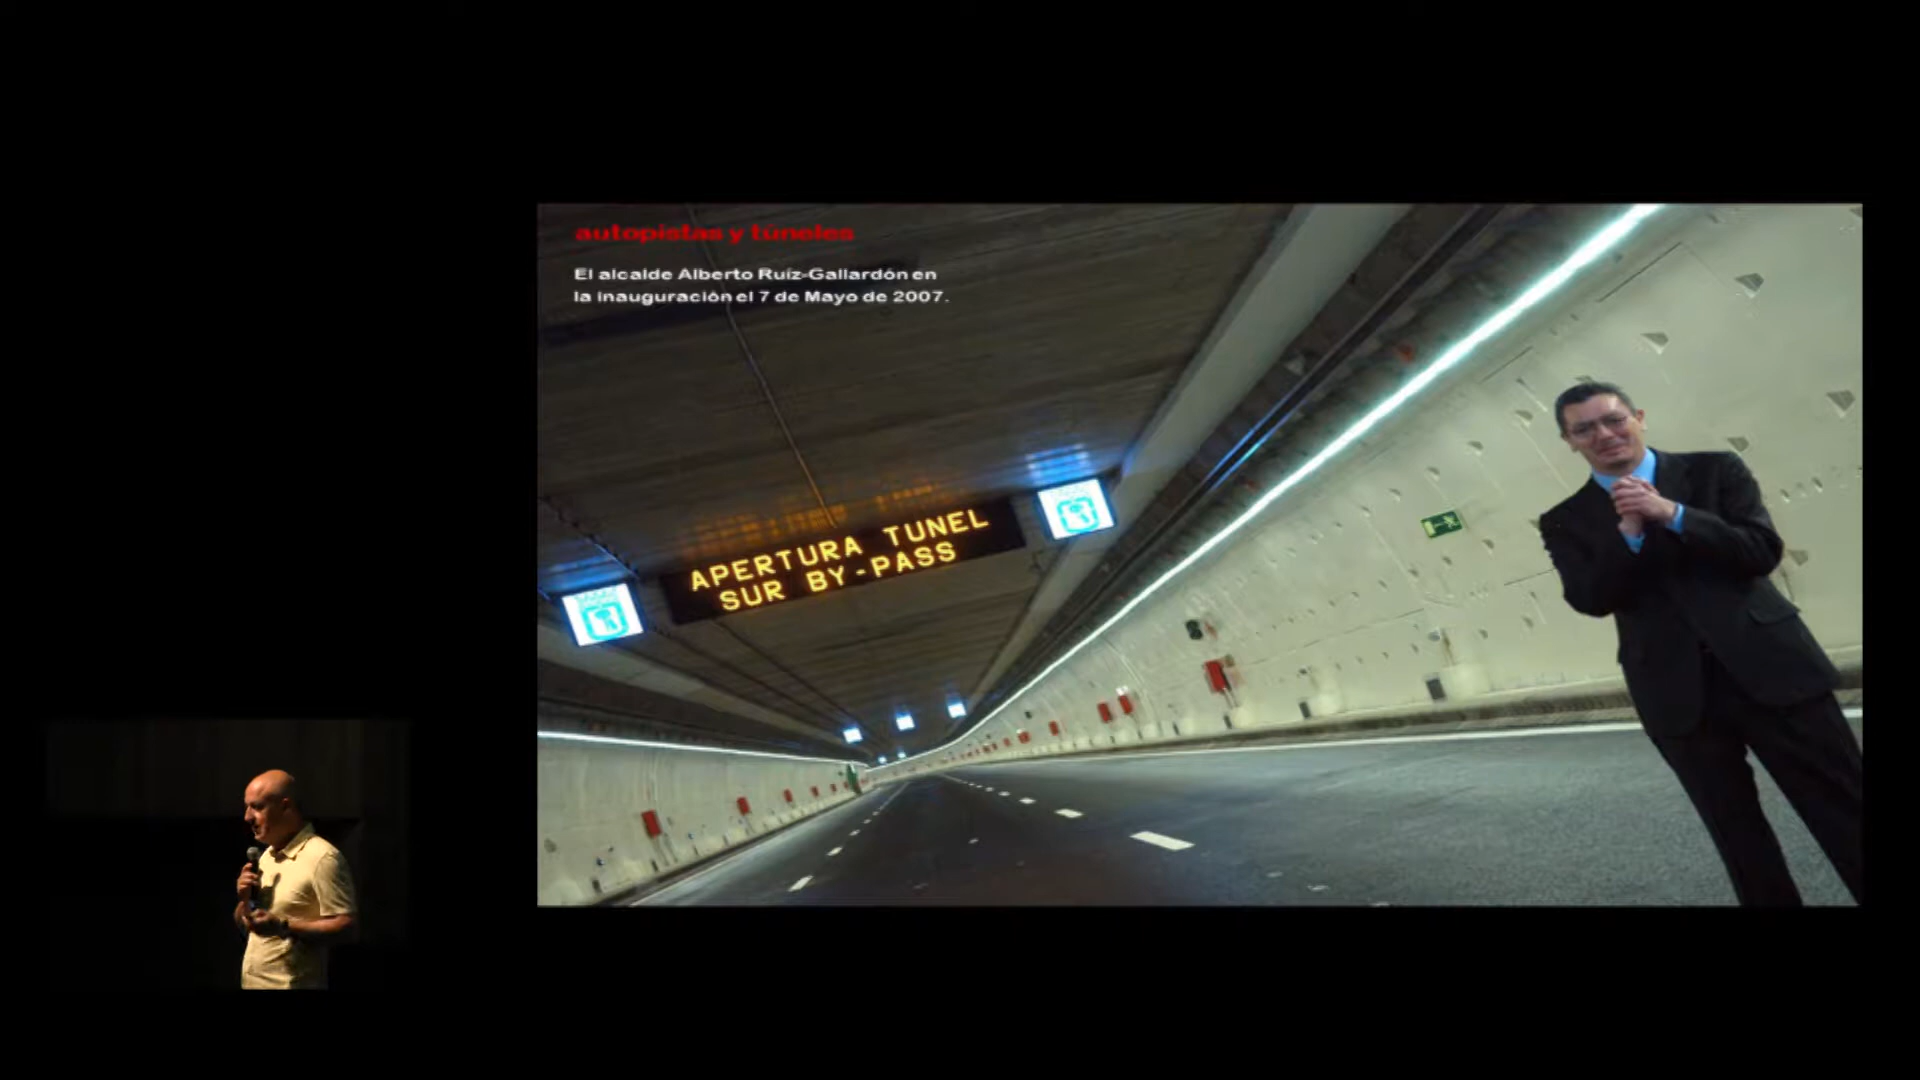 autopistas y túneles
El alcalde Alberto Ruíz-Gallardón en
la inauguración el 7 de Mayo de 2007.
APERTURA TUNEL
SUR BY-PASS